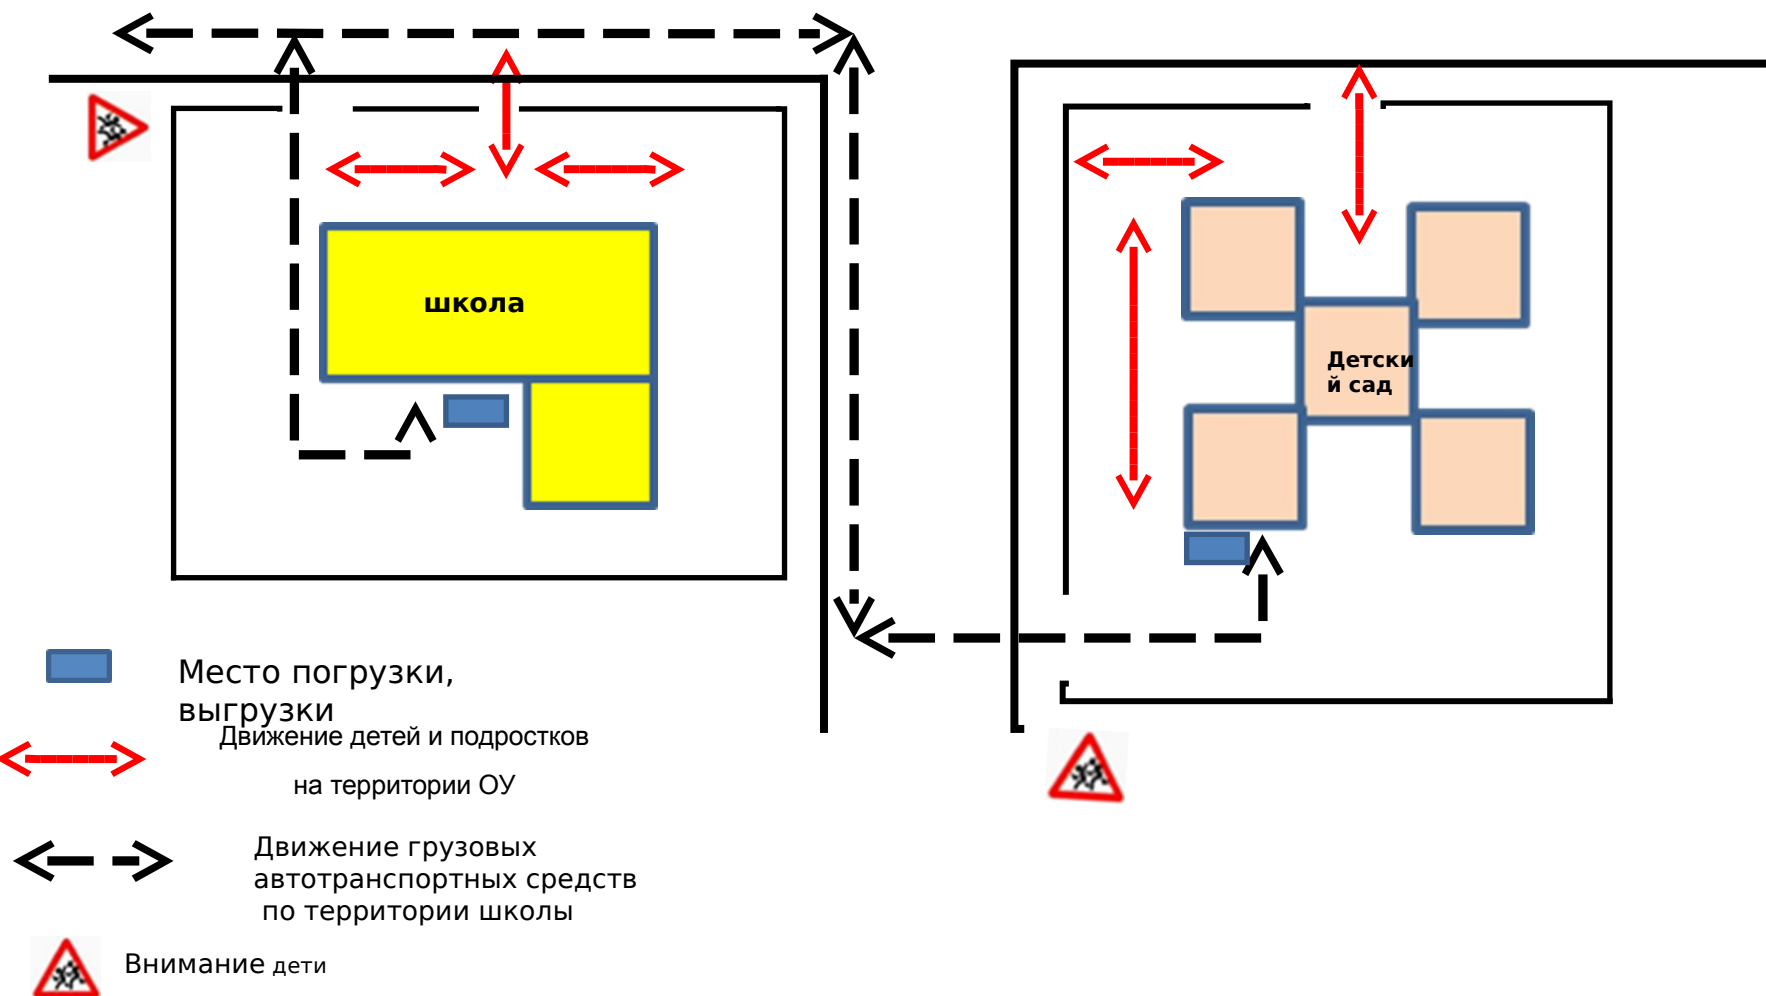 школа
Детски
й сад
Место погрузки,
выгрузки
Движение детей и подростков
на территории ОУ
Движение грузовых
автотранспортных средств
по территории школы
Внимание дети